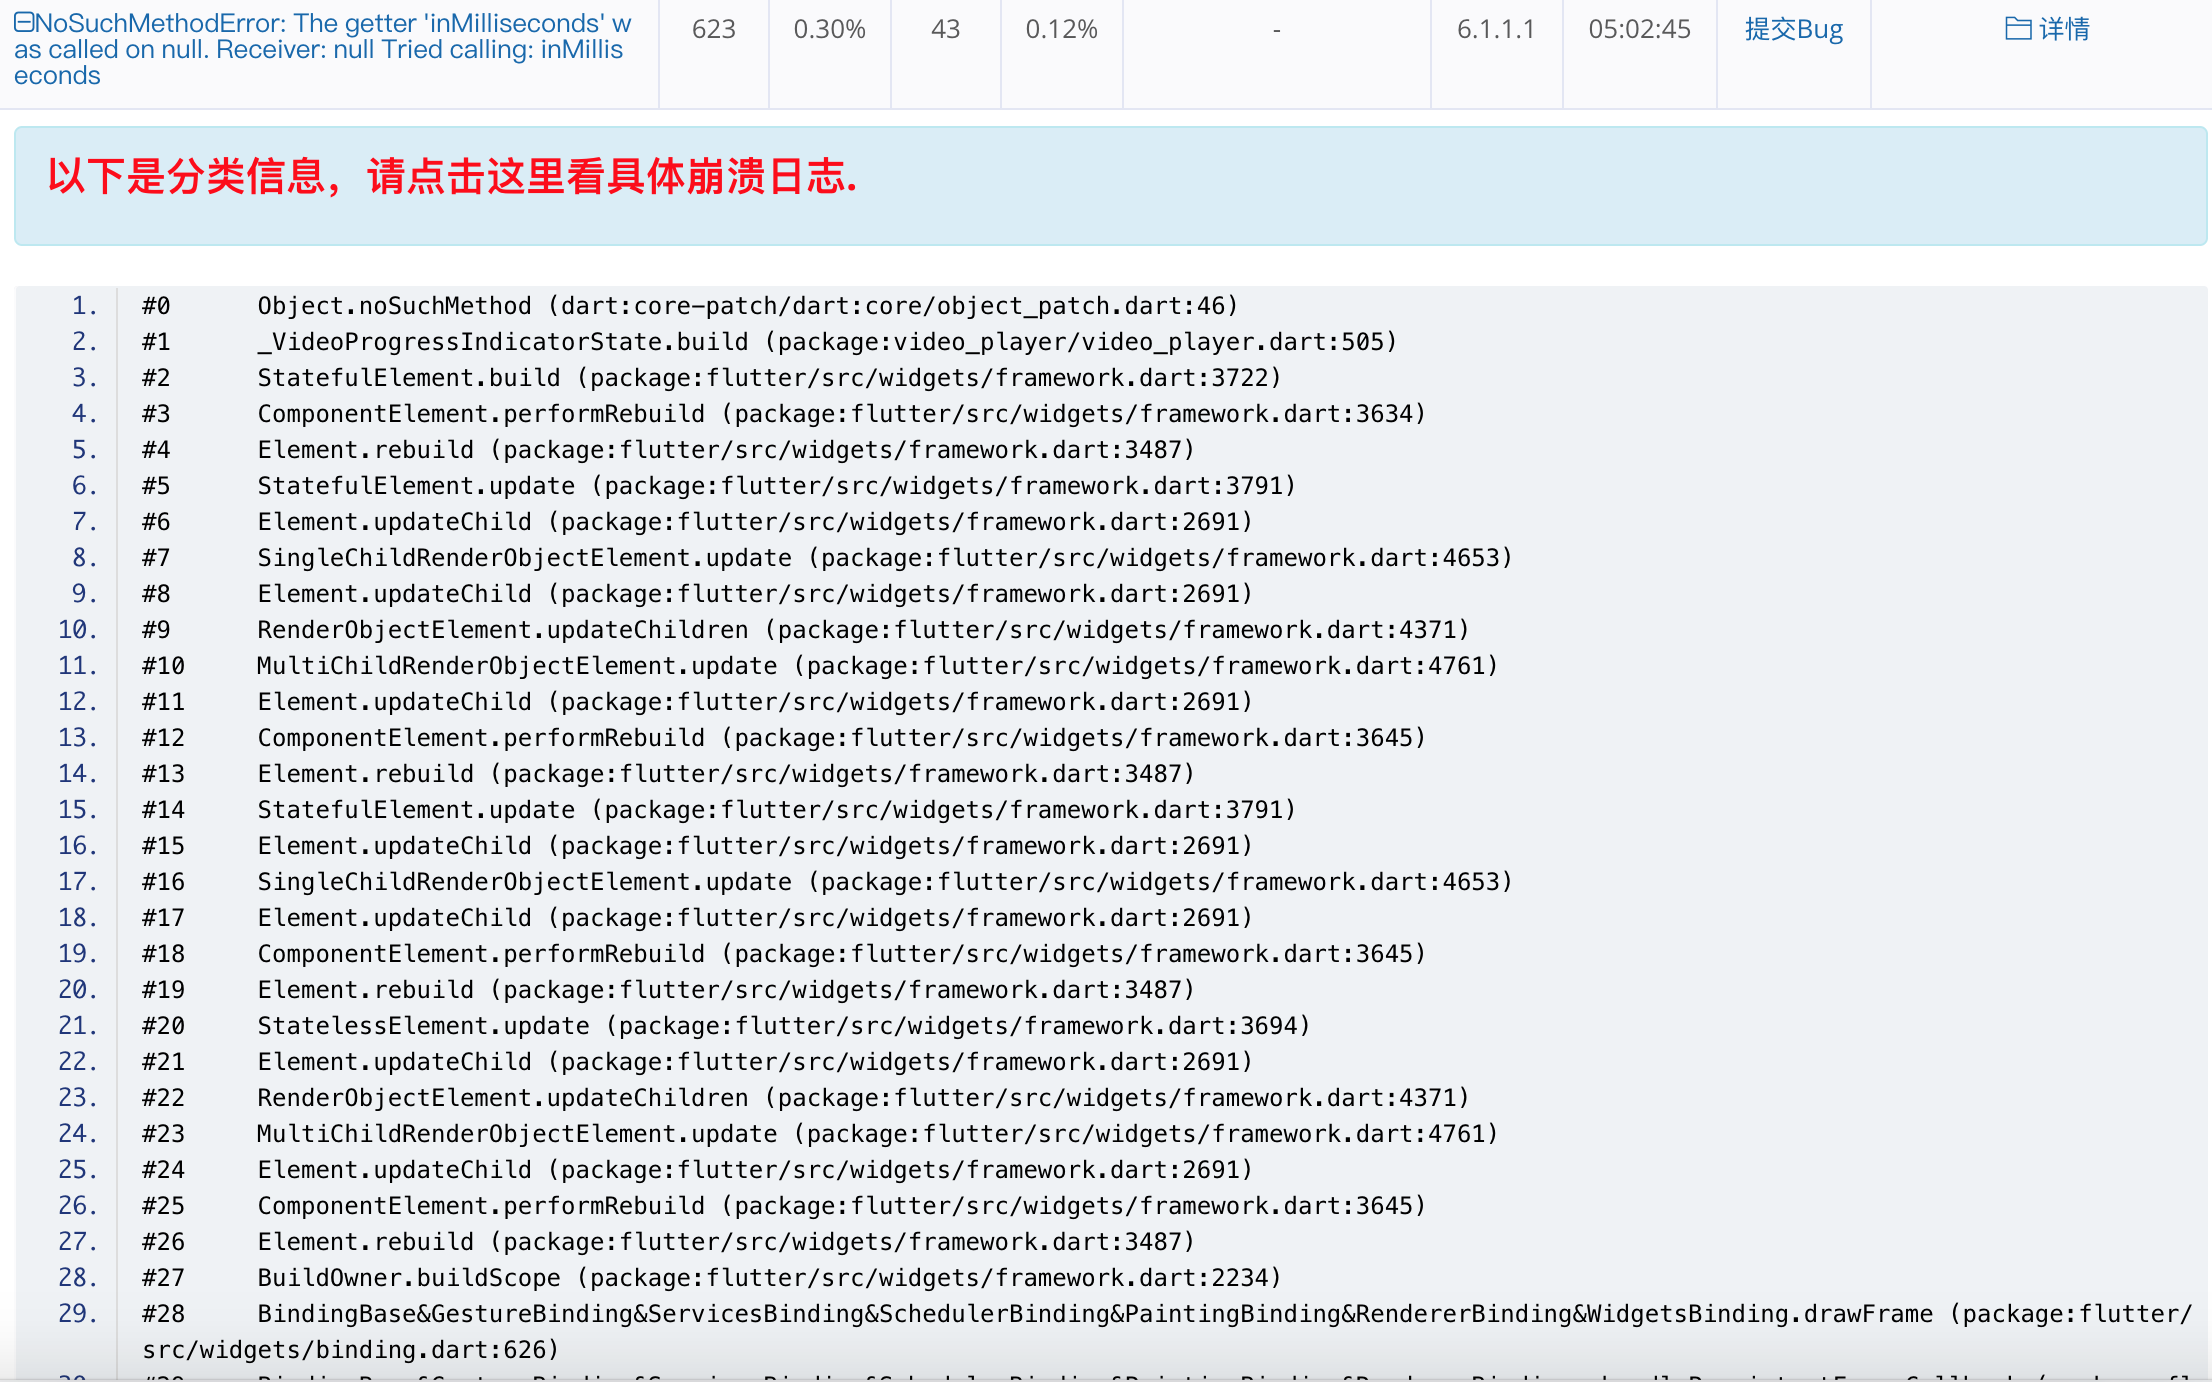 NoSuchMethodError: The getter 'inMilliseconds' w
as called on null. Receiver: null Tried calling: inMillis
econds
623 0.30% 43 0.12% - 6.1.1.1 05:02:45 提交Bug 详情
以下是分类信息，请点击这里看具体崩溃日志.
1. #0 Object.noSuchMethod (dart:core-patch/dart:core/object_patch.dart:46)
2. #1 _VideoProgressIndicatorState.build (package:video_player/video_player.dart:505)
3. #2 StatefulElement.build (package:flutter/src/widgets/framework.dart:3722)
4. #3 ComponentElement.performRebuild (package:flutter/src/widgets/framework.dart:3634)
5. #4 Element.rebuild (package:flutter/src/widgets/framework.dart:3487)
6. #5 StatefulElement.update (package:flutter/src/widgets/framework.dart:3791)
7. #6 Element.updateChild (package:flutter/src/widgets/framework.dart:2691)
8. #7 SingleChildRenderObjectElement.update (package:flutter/src/widgets/framework.dart:4653)
9. #8 Element.updateChild (package:flutter/src/widgets/framework.dart:2691)
10. #9 RenderObjectElement.updateChildren (package:flutter/src/widgets/framework.dart:4371)
11. #10 MultiChildRenderObjectElement.update (package:flutter/src/widgets/framework.dart:4761)
12. #11 Element.updateChild (package:flutter/src/widgets/framework.dart:2691)
13. #12 ComponentElement.performRebuild (package:flutter/src/widgets/framework.dart:3645)
14. #13 Element.rebuild (package:flutter/src/widgets/framework.dart:3487)
15. #14 StatefulElement.update (package:flutter/src/widgets/framework.dart:3791)
16. #15 Element.updateChild (package:flutter/src/widgets/framework.dart:2691)
17. #16 SingleChildRenderObjectElement.update (package:flutter/src/widgets/framework.dart:4653)
18. #17 Element.updateChild (package:flutter/src/widgets/framework.dart:2691)
19. #18 ComponentElement.performRebuild (package:flutter/src/widgets/framework.dart:3645)
20. #19 Element.rebuild (package:flutter/src/widgets/framework.dart:3487)
21. #20 StatelessElement.update (package:flutter/src/widgets/framework.dart:3694)
22. #21 Element.updateChild (package:flutter/src/widgets/framework.dart:2691)
23. #22 RenderObjectElement.updateChildren (package:flutter/src/widgets/framework.dart:4371)
24. #23 MultiChildRenderObjectElement.update (package:flutter/src/widgets/framework.dart:4761)
25. #24 Element.updateChild (package:flutter/src/widgets/framework.dart:2691)
26. #25 ComponentElement.performRebuild (package:flutter/src/widgets/framework.dart:3645)
27. #26 Element.rebuild (package:flutter/src/widgets/framework.dart:3487)
28. #27 BuildOwner.buildScope (package:flutter/src/widgets/framework.dart:2234)
29. #28 BindingBase&GestureBinding&ServicesBinding&SchedulerBinding&PaintingBinding&RendererBinding&WidgetsBinding.drawFrame (package:flutter/
src/widgets/binding.dart:626)